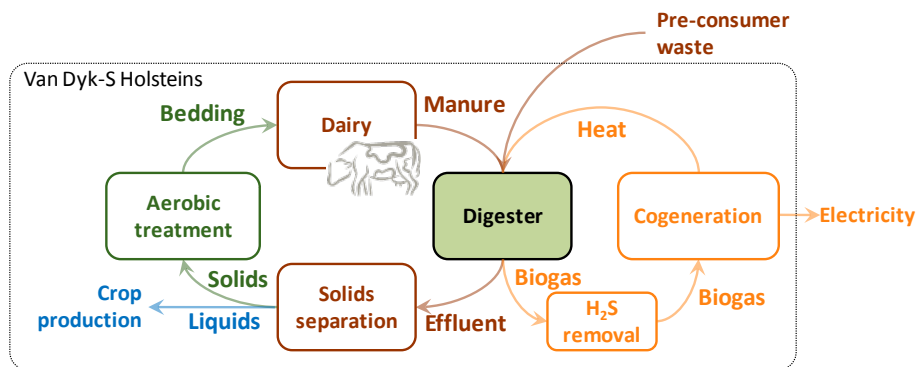 Pre-consumer
waste
Van Dyk-S Holsteins
Bedding
Manure
Dairy
Heat
Aerobic
treatment
Digester
Cogeneration
Electricity
Solids
Biogas
Crop
production
Liquids
Solids
separation
Effluent
H₂S
removal
Biogas